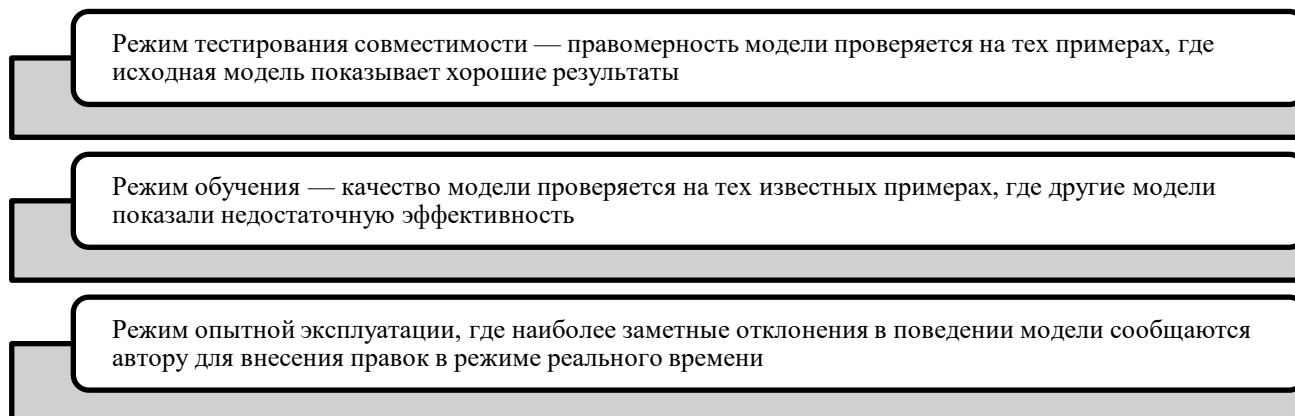 Режим тестирования совместимости — правомерность модели проверяется на тех примерах, где
исходная модель показывает хорошие результаты
Режим обучения — качество модели проверяется на тех известных примерах, где другие модели
показали недостаточную эффективность
Режим опытной эксплуатации, где наиболее заметные отклонения в поведении модели сообщаются
автору для внесения правок в режиме реального времени